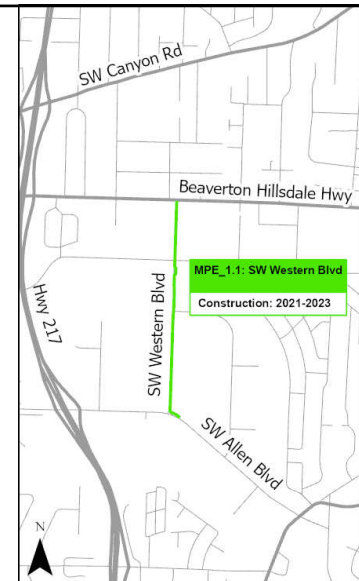 SW Canyon Rd
Beaverton Hillsdale Hwy
MPE_1.1: SW Western Blvd
Construction: 2021-2023
Hwy 217
SW Western Blvd
SW Allen Blvd
N